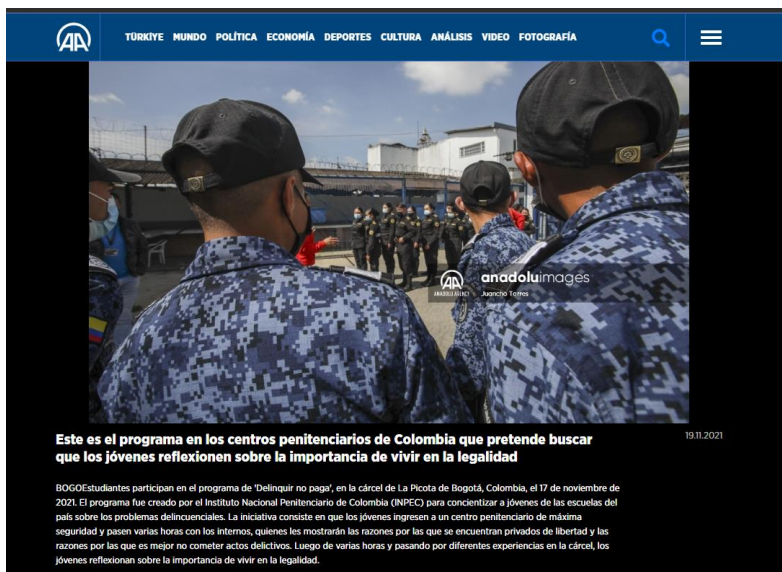 AA TÜRKİYE MUNDO POLÍTICA ECONOMÍA DEPORTES CULTURA ANÁLISIS VIDEO FOTOGRAFÍA
AA anadoluimages
ANADOLU AGENCY Juancho Torres
Este es el programa en los centros penitenciarios de Colombia que pretende buscar
que los jóvenes reflexionen sobre la importancia de vivir en la legalidad
19.11.2021
BOGOEstudiantes participan en el programa de 'Delinquir no paga', en la cárcel de La Picota de Bogotá, Colombia, el 17 de noviembre de
2021. El programa fue creado por el Instituto Nacional Penitenciario de Colombia (INPEC) para concientizar a jóvenes de las escuelas del
país sobre los problemas delincuenciales. La iniciativa consiste en que los jóvenes ingresen a un centro penitenciario de máxima
seguridad y pasen varias horas con los internos, quienes les mostrarán las razones por las que se encuentran privados de libertad y las
razones por las que es mejor no cometer actos delictivos. Luego de varias horas y pasando por diferentes experiencias en la cárcel, los
jóvenes reflexionan sobre la importancia de vivir en la legalidad.